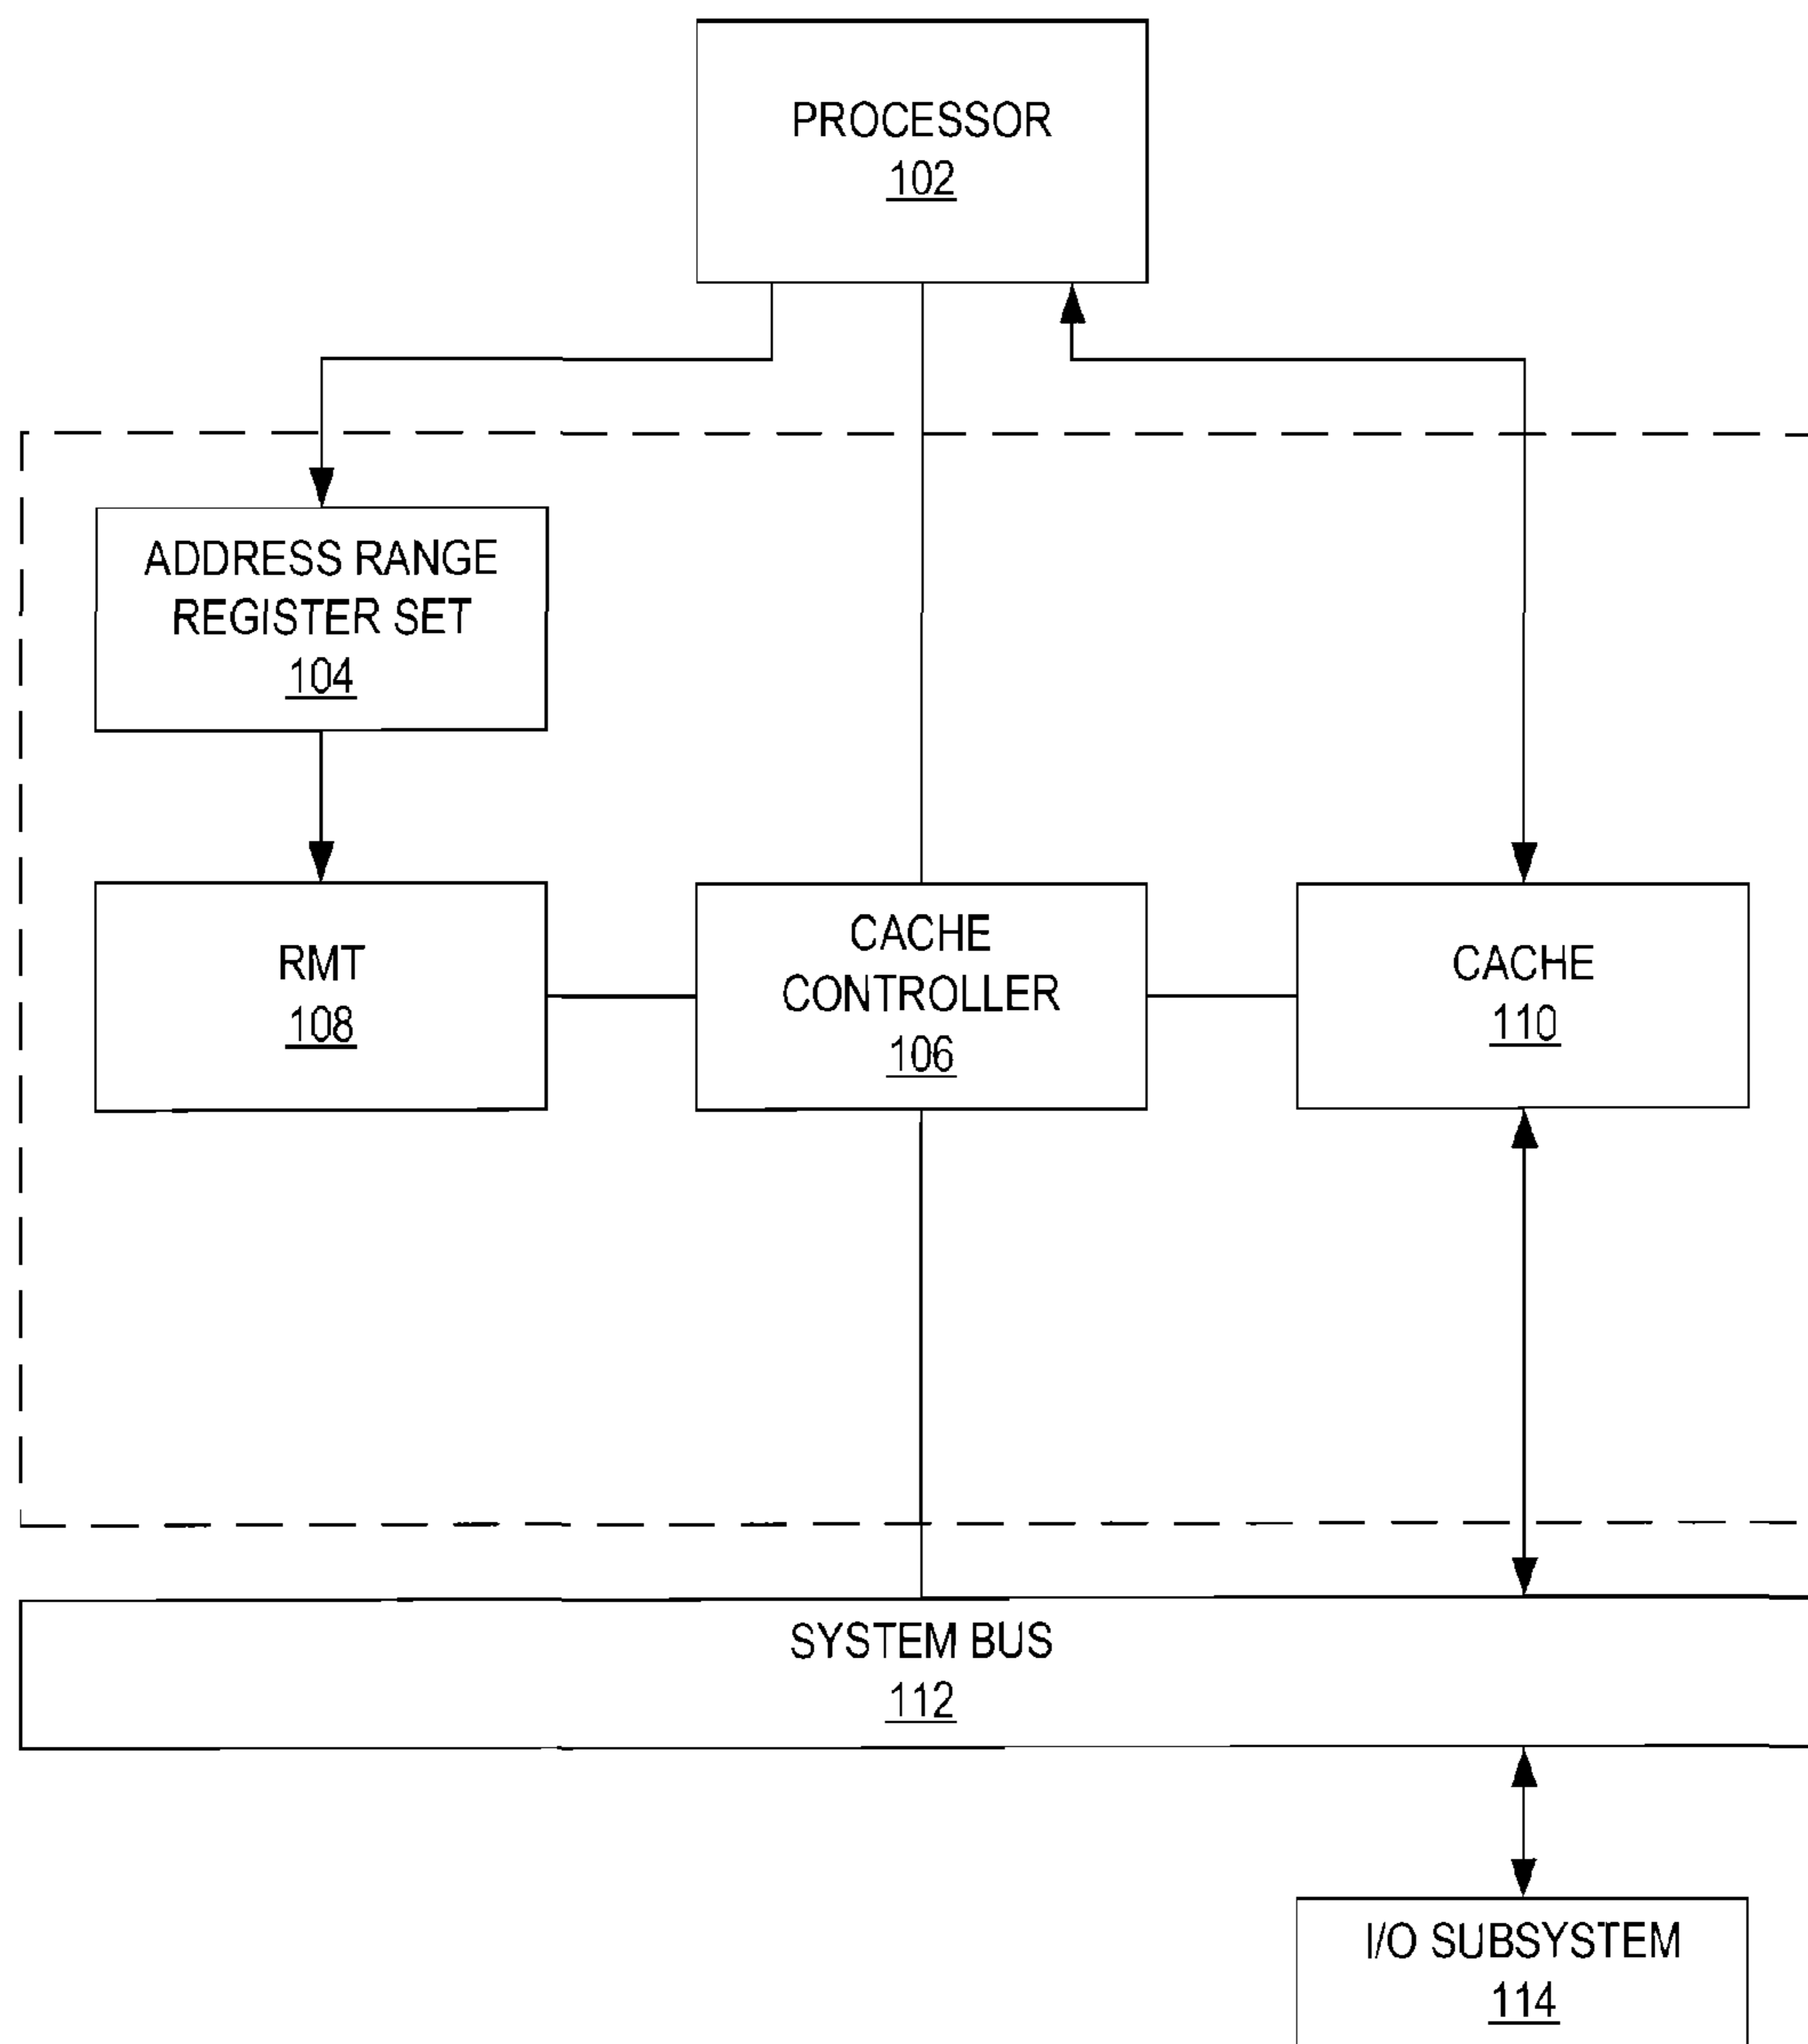 PROCESSOR
102
ADDRESS RANGE
REGISTER SET
104
RMT
108
CACHE
CONTROLLER
106
CACHE
110
SYSTEM BUS
112
I/O SUBSYSTEM
114